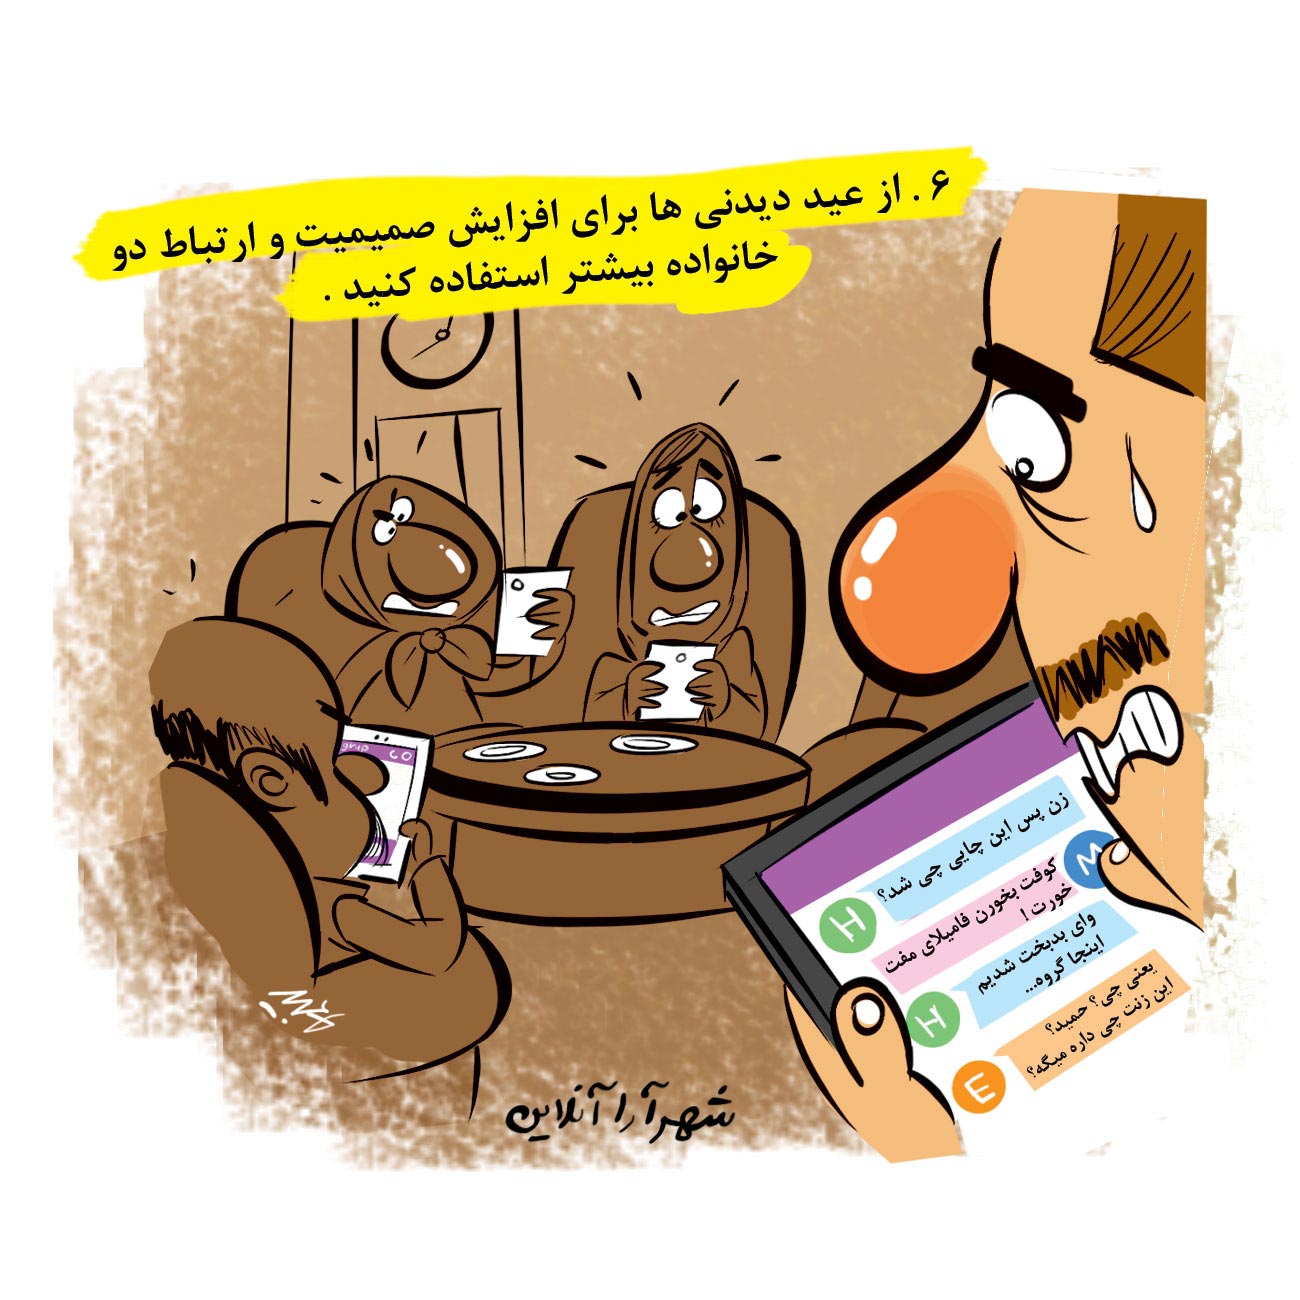 ۶. از عید دیدنی ها برای افزایش صمیمیت و ارتباط دو
خانواده بیشتر استفاده کنید .
grup
زن پس این چایی چی شد؟
H
M
کوفت بخورن فامیلای مفت
خورت !
وای بدبخت شدیم
اینجا گروه...
H
یعنی چی؟ حمید؟
این زنت چی داره میگه؟
E
شهرآرا آنلاین